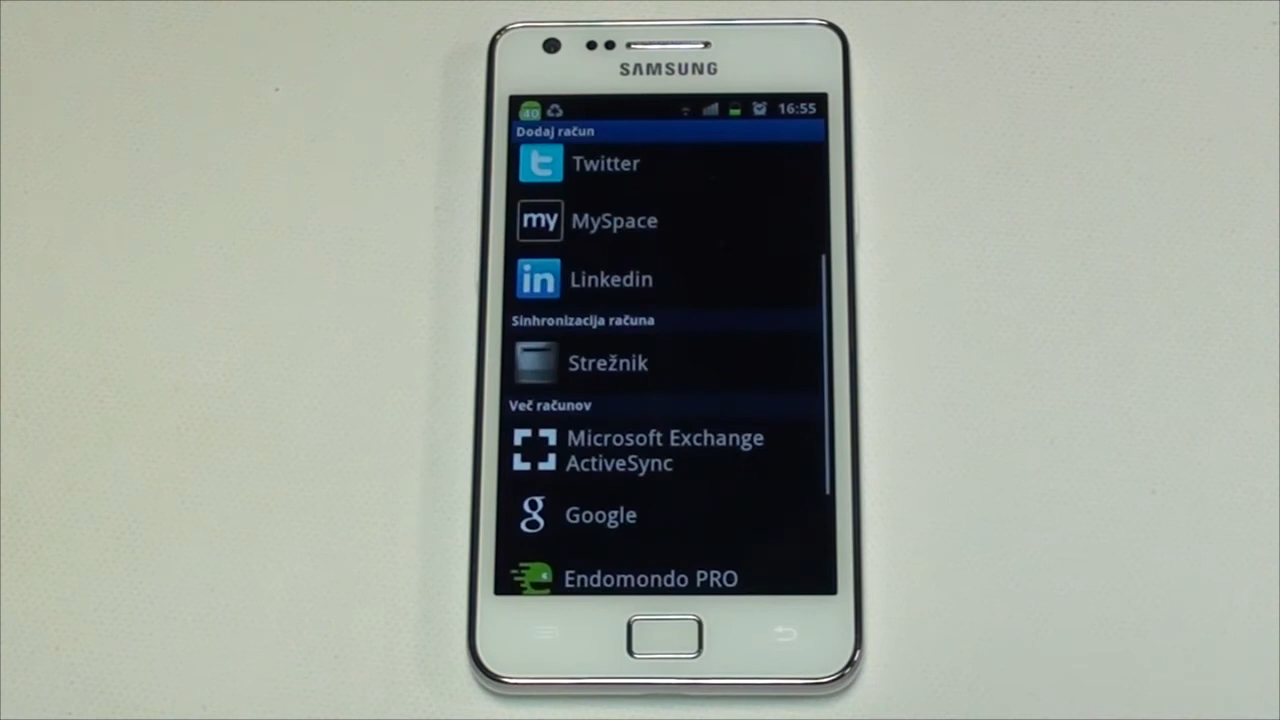 SAMSUNG
40 16:55
Dodaj račun
Twitter
my MySpace
in Linkedin
Sinhronizacija računa
Strežnik
Več računov
Microsoft Exchange
ActiveSync
g Google
Endomondo PRO